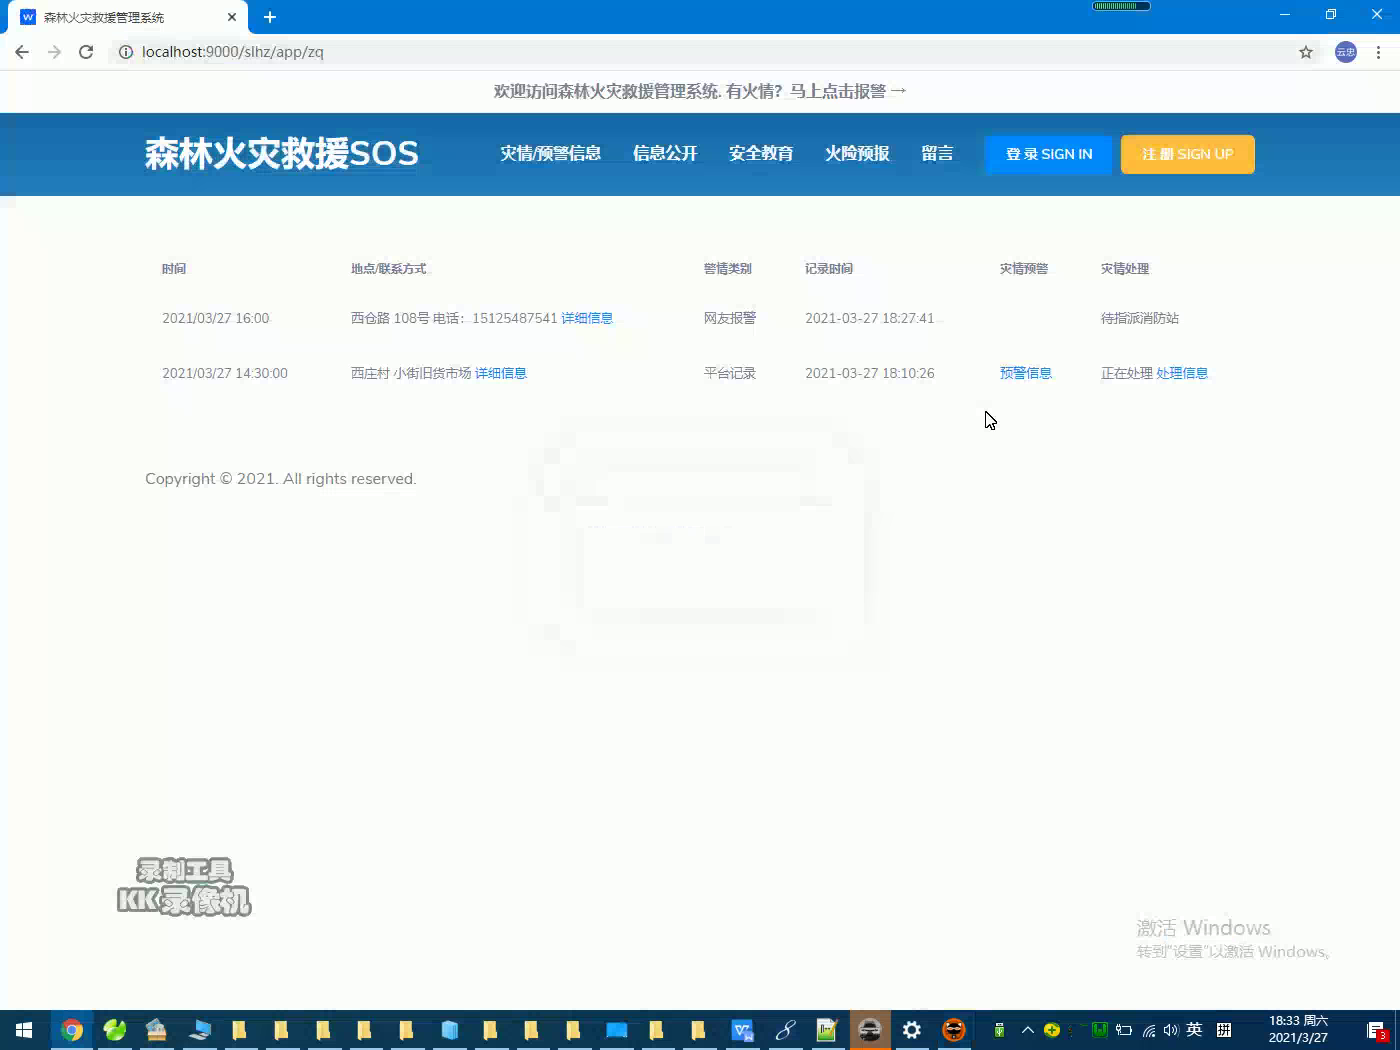 森林火灾救援管理系统
localhost:9000/slhz/app/zq
云忠
欢迎访问森林火灾救援管理系统. 有火情？马上点击报警 →
森林火灾救援SOS
灾情/预警信息 信息公开 安全教育 火险预报 留言 登 录 SIGN IN 注 册 SIGN UP
时间 地点/联系方式 警情类别 记录时间 灾情预警 灾情处理
2021/03/27 16:00 西仓路 108号 电话：15125487541 详细信息 网友报警 2021-03-27 18:27:41 待指派消防站
2021/03/27 14:30:00 西庄村 小街旧货市场 详细信息 平台记录 2021-03-27 18:10:26 预警信息 正在处理 处理信息
Copyright © 2021. All rights reserved.
录制工具
KK录像机
激活 Windows
转到"设置"以激活 Windows。
英 拼
18:33 周六
2021/3/27
3